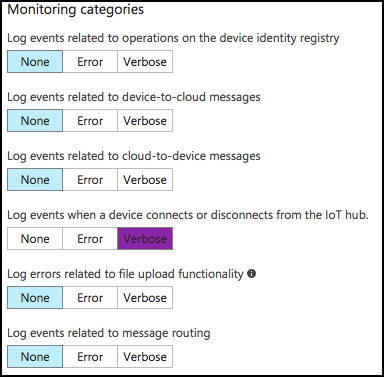 Monitoring categories
Log events related to operations on the device identity registry
None Error Verbose
Log events related to device-to-cloud messages
None Error Verbose
Log events related to cloud-to-device messages
None Error Verbose
Log events when a device connects or disconnects from the IoT hub.
None Error Verbose
Log errors related to file upload functionality
None Error Verbose
Log events related to message routing
None Error Verbose